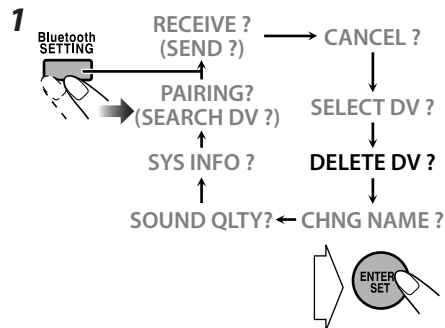 1
Bluetooth
SETTING
RECEIVE ?
(SEND ?)
CANCEL ?
PAIRING?
(SEARCH DV ?)
SELECT DV ?
SYS INFO ?
DELETE DV ?
SOUND QLTY?
CHNG NAME ?
ENTER
SET